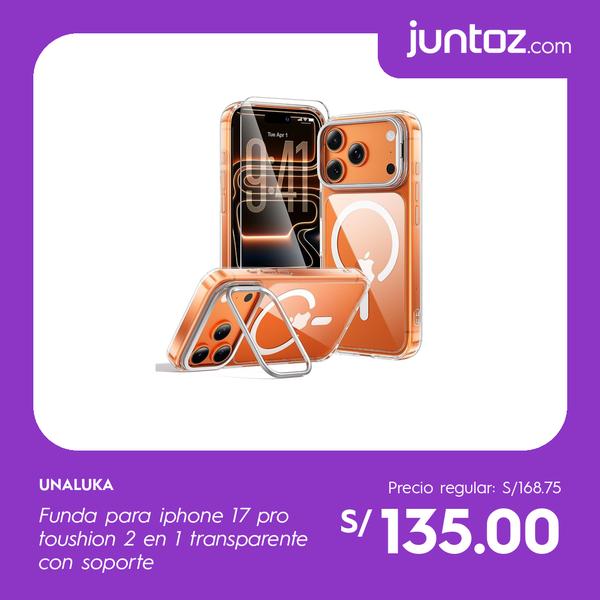 juntoz.com
Tue Apr 1
9:41
UNALUKA
Funda para iphone 17 pro
toushion 2 en 1 transparente
con soporte
Precio regular: S/168.75
S/135.00